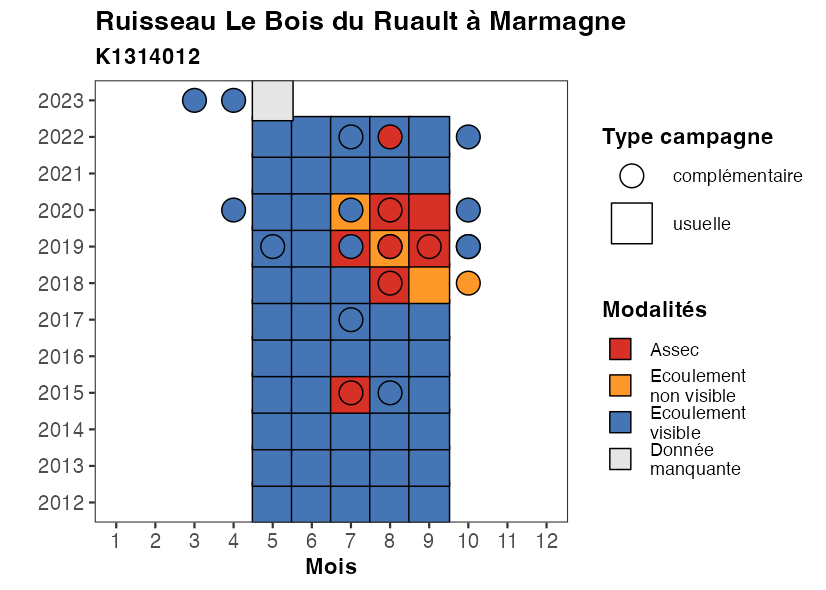 Ruisseau Le Bois du Ruault à Marmagne
K1314012
2023
2022
2021
2020
2019
2018
2017
2016
2015
2014
2013
2012
1 2 3 4 5 6 7 8 9 10 11 12
Mois
Type campagne
complémentaire
usuelle
Modalités
Assec
Ecoulement
non visible
Ecoulement
visible
Donnée
manquante